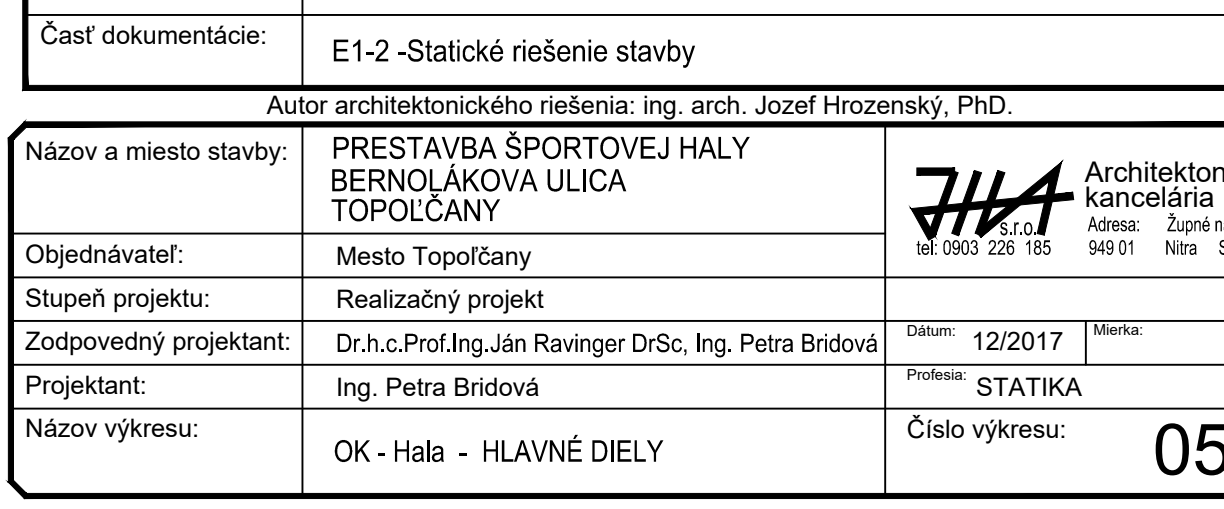 Časť dokumentácie:
E1-2 -Statické riešenie stavby
Autor architektonického riešenia: ing. arch. Jozef Hrozenský, PhD.
Názov a miesto stavby:
PRESTAVBA ŠPORTOVEJ HALY
BERNOLÁKOVA ULICA
TOPOĽČANY
JHA
s.r.o.
tel: 0903 226 185
Architekton
kancelária
Adresa: Župné n
949 01 Nitra S
Objednávateľ:
Mesto Topoľčany
Stupeň projektu:
Realizačný projekt
Zodpovedný projektant:
Dr.h.c.Prof.Ing.Ján Ravinger DrSc, Ing. Petra Bridová
Dátum: 12/2017
Mierka:
Projektant:
Ing. Petra Bridová
Profesia: STATIKA
Názov výkresu:
OK - Hala - HLAVNÉ DIELY
Číslo výkresu:
05